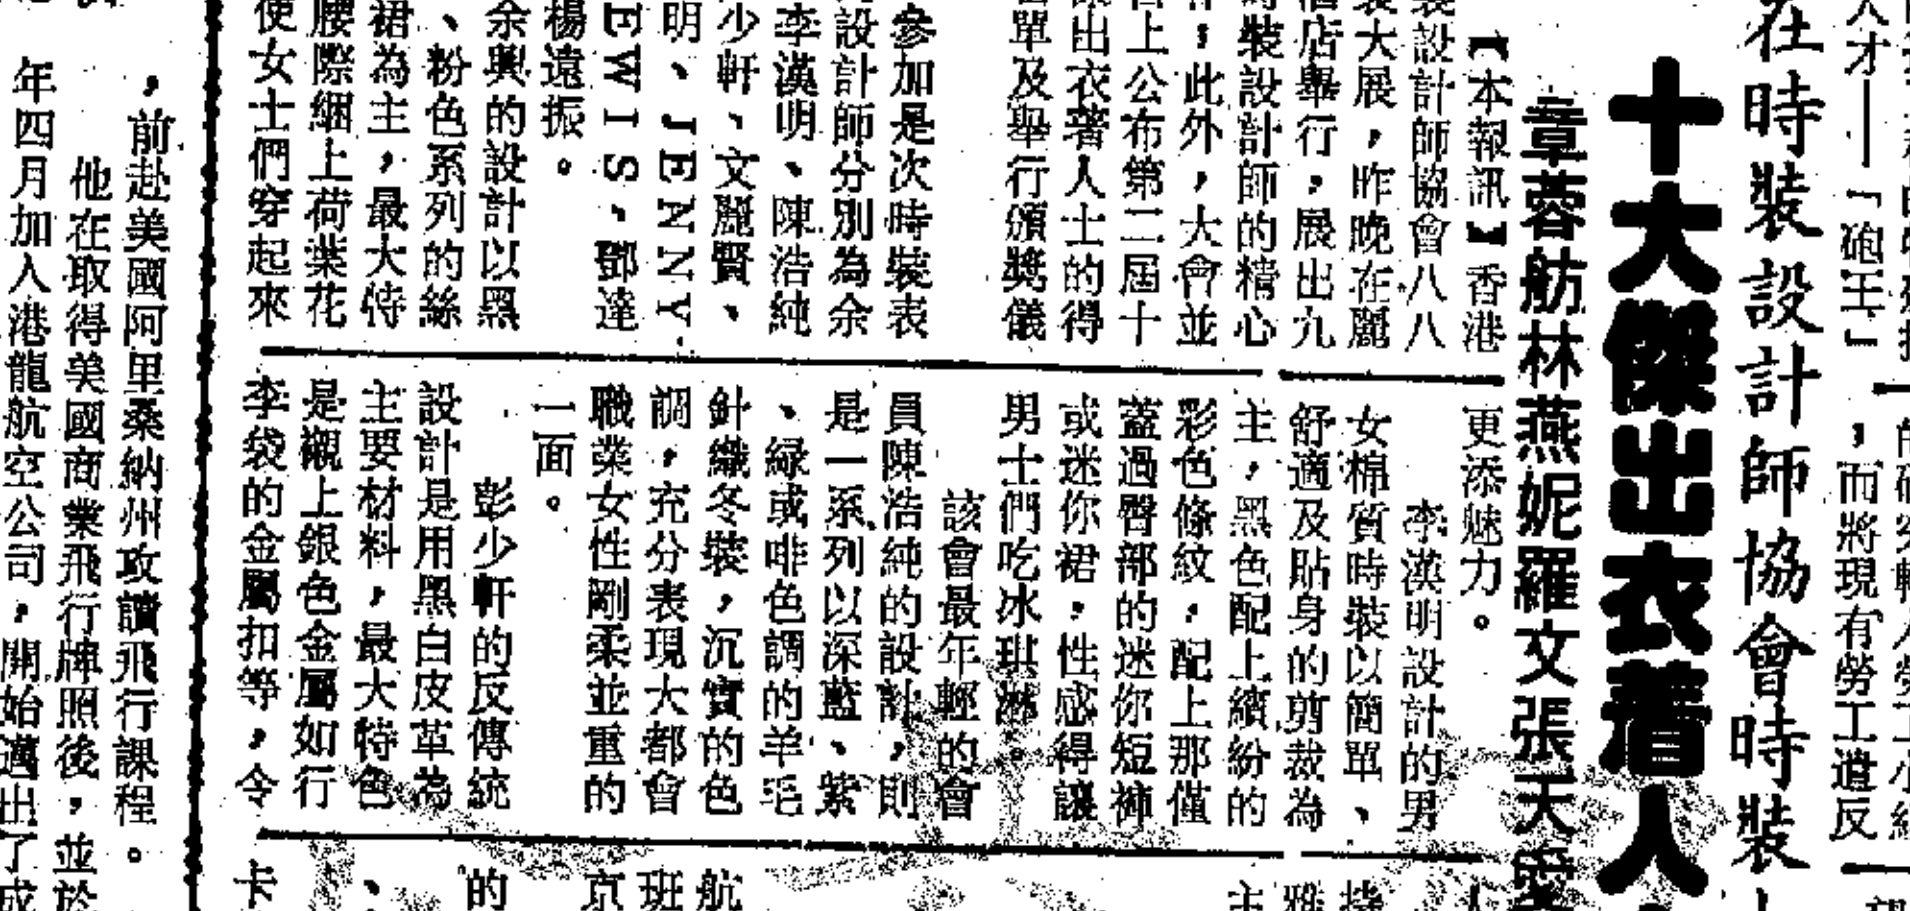 人才——「砲王」
，而將現有勞工遣反
在時裝設計師協會時裝
十大傑出衣着人
章蓉舫林燕妮羅文張天愛
【本報訊】香港
裝設計師協會八八
裝大展，昨晚在麗
酒店舉行，展出九
時裝設計師的精心
，此外，大會並
上公布第二屆十
傑出衣著人士的得
單及舉行頒獎儀
參加是次時裝表
設計師分別為余
李漢明、陳浩純
少軒、文麗賢、
明、JENNY
EWIS，鄧達
楊遠振。
余興的設計以黑
、粉色系列的絲
裙為主，最大特
腰際綑上荷葉花
使女士們穿起來
更添魅力。
李漢明設計的男
女棉質時裝以簡單、
舒適及貼身的剪裁為
主，黑色配上繽紛的
彩色條紋，配上那僅
蓋過臀部的迷你短褲
或迷你裙，性感得讓
男士們吃冰琪淋。
該會最年輕的會
員陳浩純的設計，則
是一系列以深藍、紫
、綠或啡色調的羊毛
針織冬裝，沉實的色
調，充分表現大都會
職業女性剛柔並重的
一面。
彭少軒的反傳統
設計是用黑白皮革為
主要材料，最大特色
是襯上銀色金屬如行
李袋的金屬扣等，令
航
班
京
的
、
卡
，前赴美國阿里桑納州攻讀飛行課程。
他在取得美國商業飛行牌照後，並於
年四月加入港龍航空公司，開始邁出了成